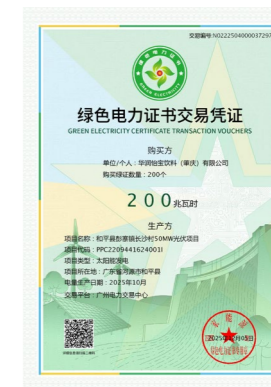 交易编号:N0222504000037297
绿色电力证书交易凭证
GREEN ELECTRICITY CERTIFICATE TRANSACTION VOUCHERS
购买方
单位/个人：华润怡宝饮料（肇庆）有限公司
购买绿证数量：200个
200兆瓦时
生产方
项目名称：和平县彭寨镇长沙村50MW光伏项目
项目代码：PPC22094416240011
项目类型：太阳能发电
项目所在地：广东省河源市和平县
电量生产日期：2025年10月
交易平台：广州电力交易中心